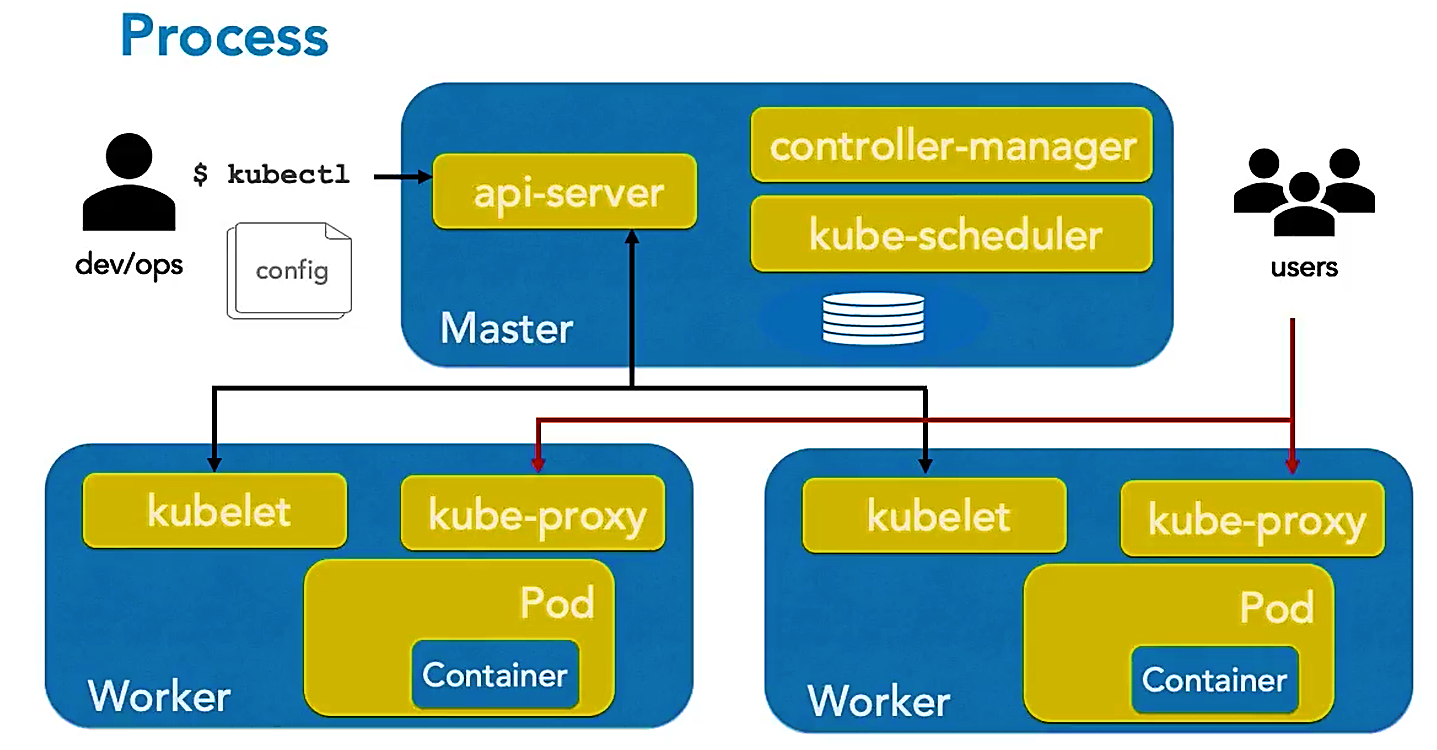 Process
$ kubectl
config
dev/ops
api-server
controller-manager
kube-scheduler
Master
users
kubelet
kube-proxy
Pod
Container
Worker
kubelet
kube-proxy
Pod
Container
Worker